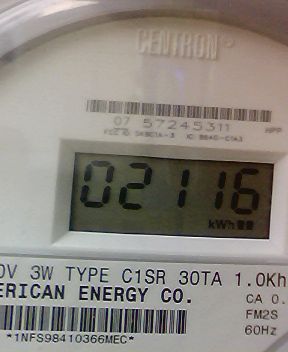 CENTRON®
07 57245311
HPP
02116
kWh
0V 3W TYPE C1SR 30TA 1.0Kh
ERICAN ENERGY CO.
CA 0.
FM2S
60Hz
*1NFS98410366MEC*